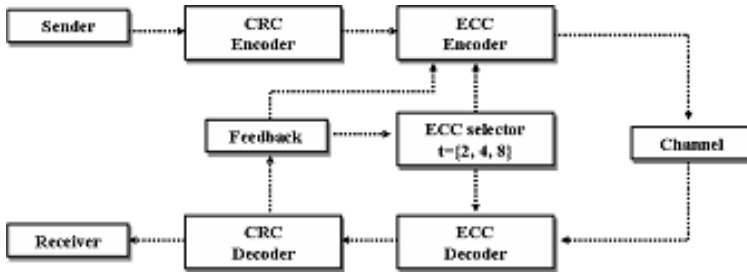 Sender
CRC
Encoder
ECC
Encoder
Feedback
ECC selector
t={2, 4, 8}
Channel
Receiver
CRC
Decoder
ECC
Decoder